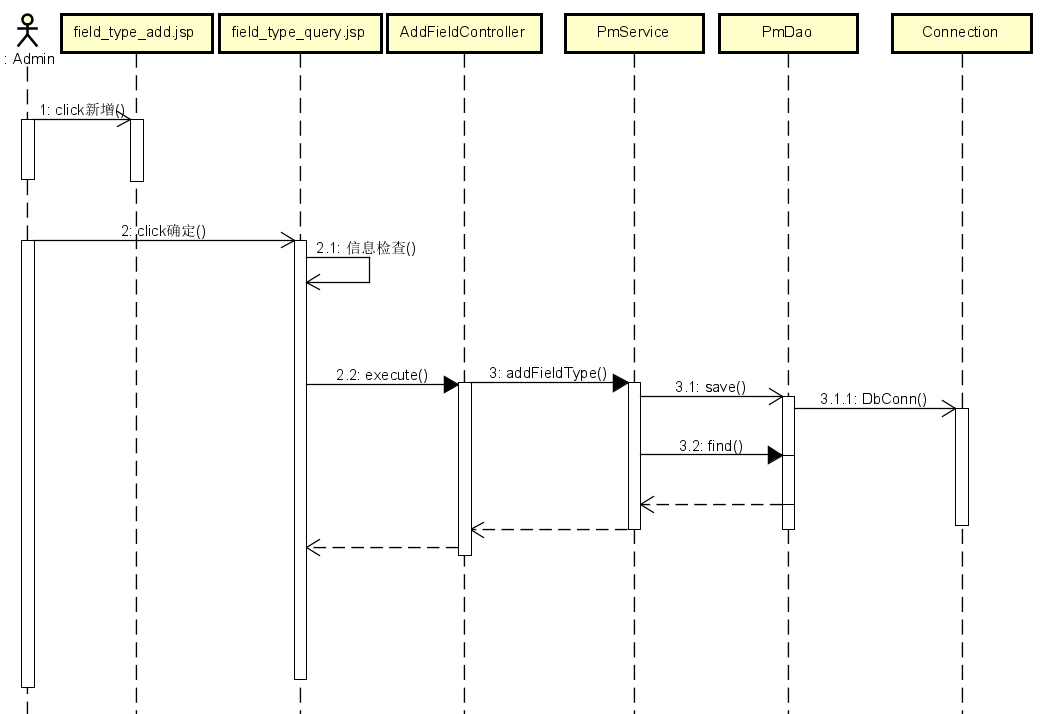 field_type_add.jsp
field_type_query.jsp
AddFieldController
PmService
PmDao
Connection
: Admin
1: click新增()
2: click确定()
2.1: 信息检查()
2.2: execute()
3: addFieldType()
3.1: save()
3.1.1: DbConn()
3.2: find()